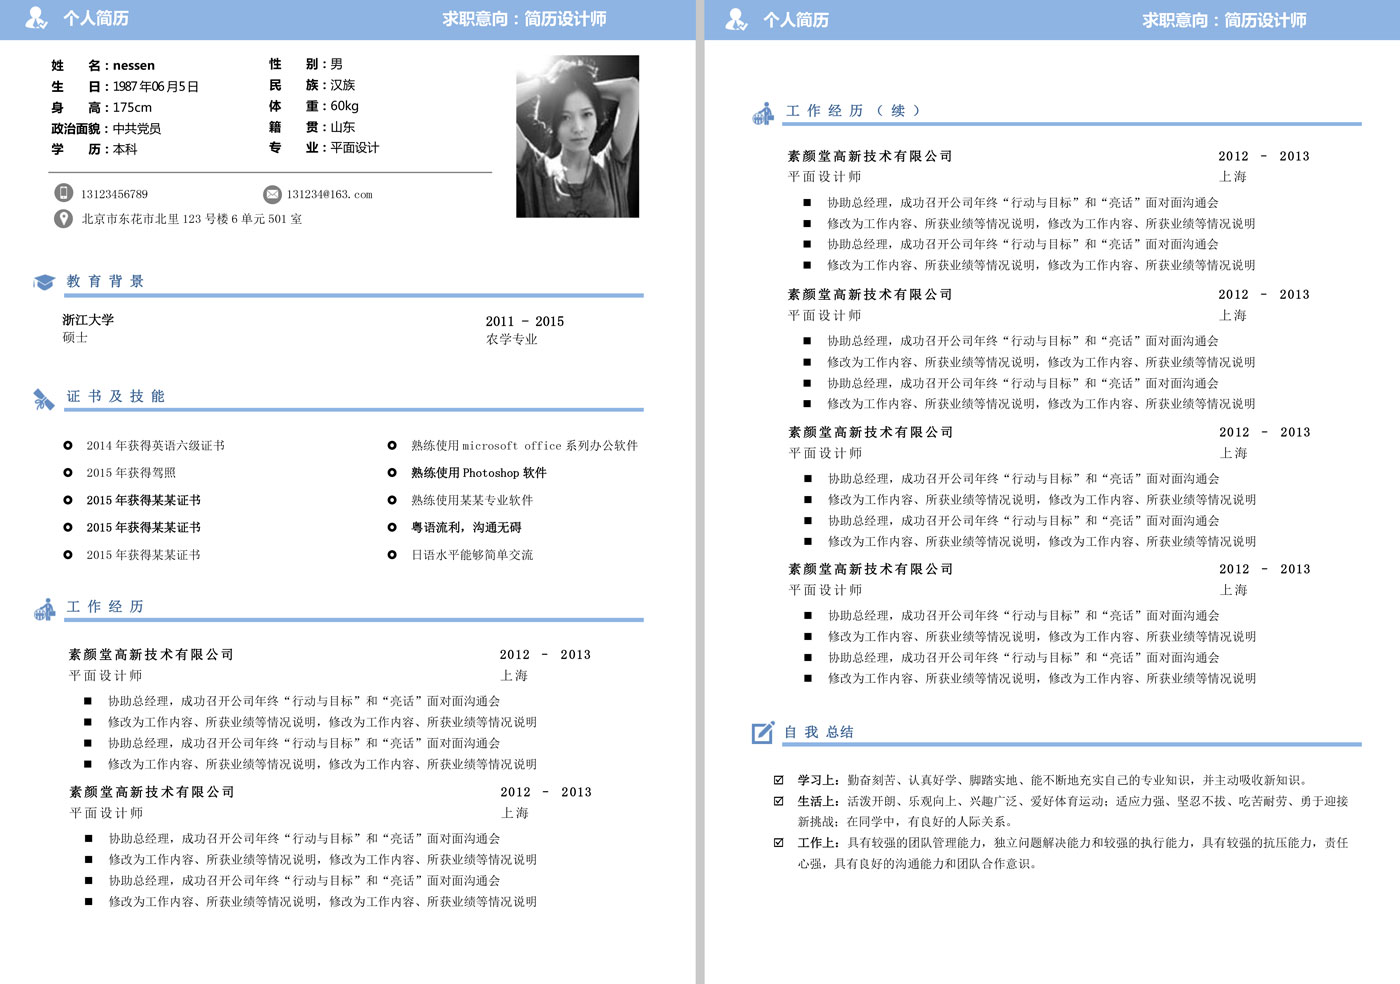 个人简历 求职意向：简历设计师
姓 名：nessen 性 别：男
生 日：1987年06月5日 民 族：汉族
身 高：175cm 体 重：60kg
政治面貌：中共党员 籍 贯：山东
学 历：本科 专 业：平面设计
13123456789 131234@163.com
北京市东花市北里 123 号楼 6 单元 501 室
教育背景
浙江大学 2011 - 2015
硕士 农学专业
证书及技能
2014 年获得英语六级证书 熟练使用 microsoft office 系列办公软件
2015 年获得驾照 熟练使用 Photoshop 软件
2015 年获得某某证书 熟练使用某某专业软件
2015 年获得某某证书 粤语流利，沟通无碍
2015 年获得某某证书 日语水平能够简单交流
工作经历
素颜堂高新技术有限公司 2012 - 2013
平面设计师 上海
■ 协助总经理，成功召开公司年终“行动与目标”和“亮话”面对面沟通会
■ 修改为工作内容、所获业绩等情况说明，修改为工作内容、所获业绩等情况说明
■ 协助总经理，成功召开公司年终“行动与目标”和“亮话”面对面沟通会
■ 修改为工作内容、所获业绩等情况说明，修改为工作内容、所获业绩等情况说明
素颜堂高新技术有限公司 2012 - 2013
平面设计师 上海
■ 协助总经理，成功召开公司年终“行动与目标”和“亮话”面对面沟通会
■ 修改为工作内容、所获业绩等情况说明，修改为工作内容、所获业绩等情况说明
■ 协助总经理，成功召开公司年终“行动与目标”和“亮话”面对面沟通会
■ 修改为工作内容、所获业绩等情况说明，修改为工作内容、所获业绩等情况说明
个人简历 求职意向：简历设计师
工作经历（续）
素颜堂高新技术有限公司 2012 - 2013
平面设计师 上海
■ 协助总经理，成功召开公司年终“行动与目标”和“亮话”面对面沟通会
■ 修改为工作内容、所获业绩等情况说明，修改为工作内容、所获业绩等情况说明
■ 协助总经理，成功召开公司年终“行动与目标”和“亮话”面对面沟通会
■ 修改为工作内容、所获业绩等情况说明，修改为工作内容、所获业绩等情况说明
素颜堂高新技术有限公司 2012 - 2013
平面设计师 上海
■ 协助总经理，成功召开公司年终“行动与目标”和“亮话”面对面沟通会
■ 修改为工作内容、所获业绩等情况说明，修改为工作内容、所获业绩等情况说明
■ 协助总经理，成功召开公司年终“行动与目标”和“亮话”面对面沟通会
■ 修改为工作内容、所获业绩等情况说明，修改为工作内容、所获业绩等情况说明
素颜堂高新技术有限公司 2012 - 2013
平面设计师 上海
■ 协助总经理，成功召开公司年终“行动与目标”和“亮话”面对面沟通会
■ 修改为工作内容、所获业绩等情况说明，修改为工作内容、所获业绩等情况说明
■ 协助总经理，成功召开公司年终“行动与目标”和“亮话”面对面沟通会
■ 修改为工作内容、所获业绩等情况说明，修改为工作内容、所获业绩等情况说明
素颜堂高新技术有限公司 2012 - 2013
平面设计师 上海
■ 协助总经理，成功召开公司年终“行动与目标”和“亮话”面对面沟通会
■ 修改为工作内容、所获业绩等情况说明，修改为工作内容、所获业绩等情况说明
■ 协助总经理，成功召开公司年终“行动与目标”和“亮话”面对面沟通会
■ 修改为工作内容、所获业绩等情况说明，修改为工作内容、所获业绩等情况说明
自我总结
学习上：勤奋刻苦、认真好学、脚踏实地、能不断地充实自己的专业知识，并主动吸收新知识。
生活上：活泼开朗、乐观向上、兴趣广泛、爱好体育运动；适应力强、坚忍不拔、吃苦耐劳、勇于迎接
新挑战；在同学中，有良好的人际关系。
工作上：具有较强的团队管理能力，独立问题解决能力和较强的执行能力，具有较强的抗压能力，责任
心强，具有良好的沟通能力和团队合作意识。